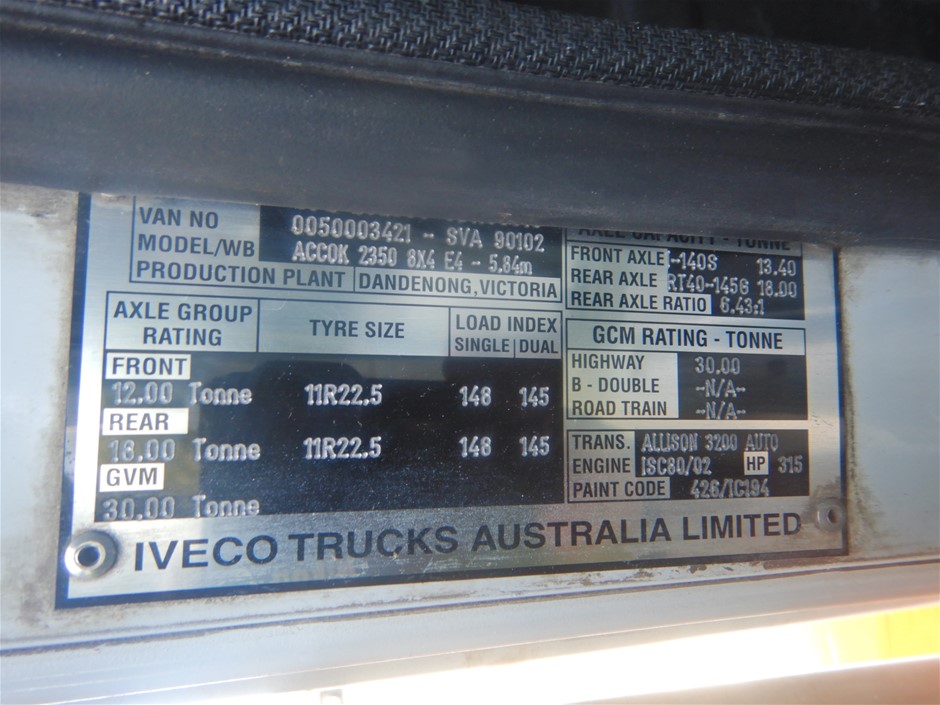 VAN NO 0050003421 -- SVA 90102
MODEL/WB ACCOK 2350 8X4 E4 - 5.84m
PRODUCTION PLANT DANDENONG, VICTORIA
AXLE CAPACITY - TONNE
FRONT AXLE I-140S 13.40
REAR AXLE RT40-145G 18.00
REAR AXLE RATIO 6.43:1
AXLE GROUP RATING TYRE SIZE LOAD INDEX
SINGLE DUAL
FRONT
12.00 Tonne 11R22.5 148 145
REAR
18.00 Tonne 11R22.5 148 145
GVM
30.00 Tonne
GCM RATING - TONNE
HIGHWAY 30.00
B - DOUBLE --N/A--
ROAD TRAIN --N/A--
TRANS. ALLISON 3200 AUTO
ENGINE ISC80/02 HP 315
PAINT CODE 426/IC194
IVECO TRUCKS AUSTRALIA LIMITED